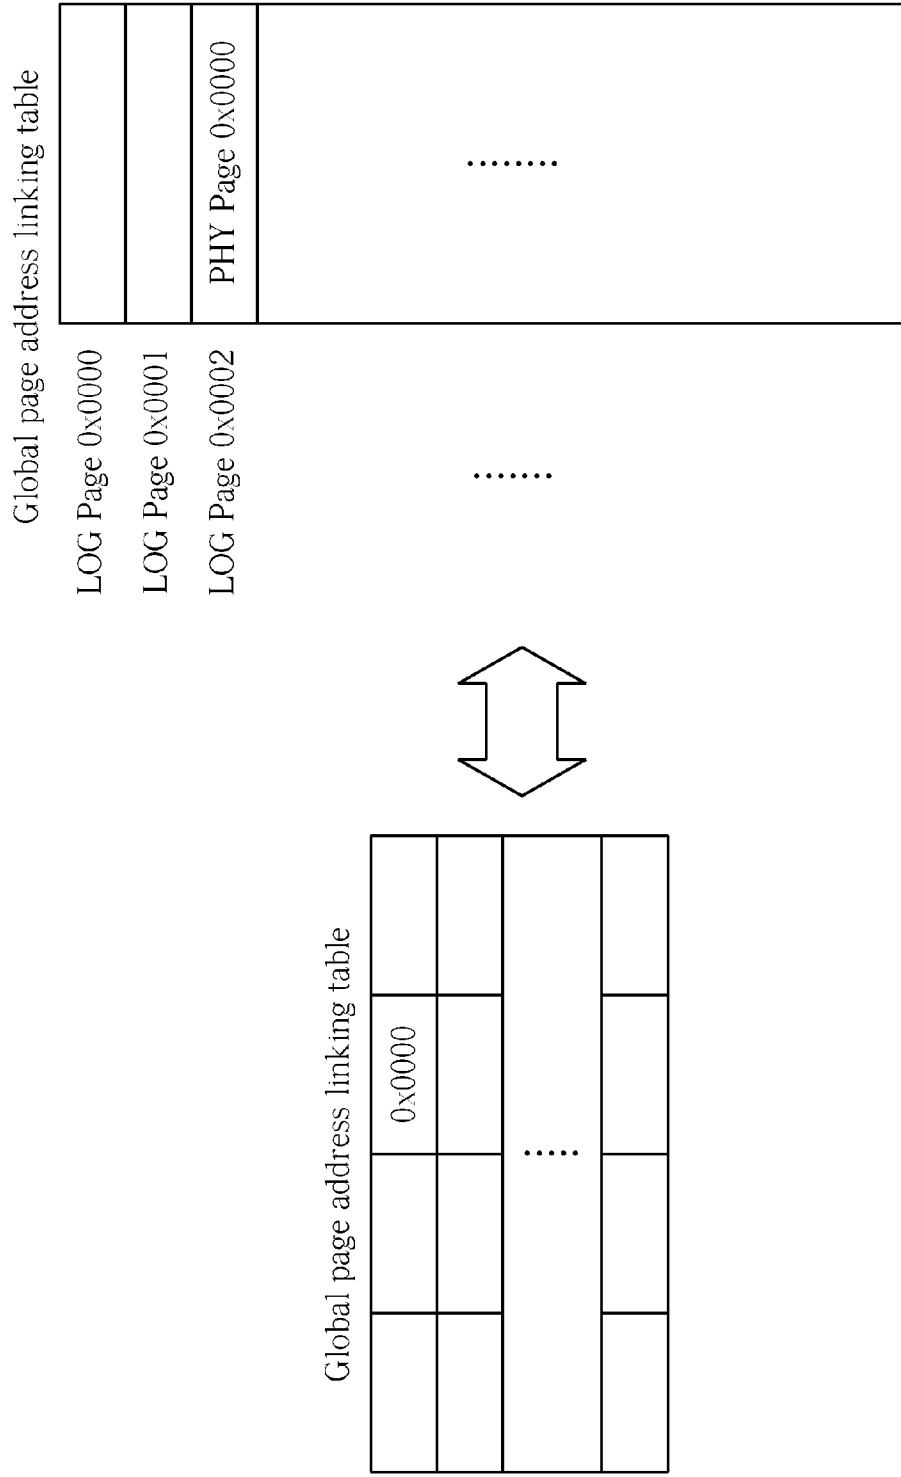 Global page address linking table
0x0000
.....
Global page address linking table
LOG Page 0x0000
LOG Page 0x0001
LOG Page 0x0002 PHY Page 0x0000
....... ........